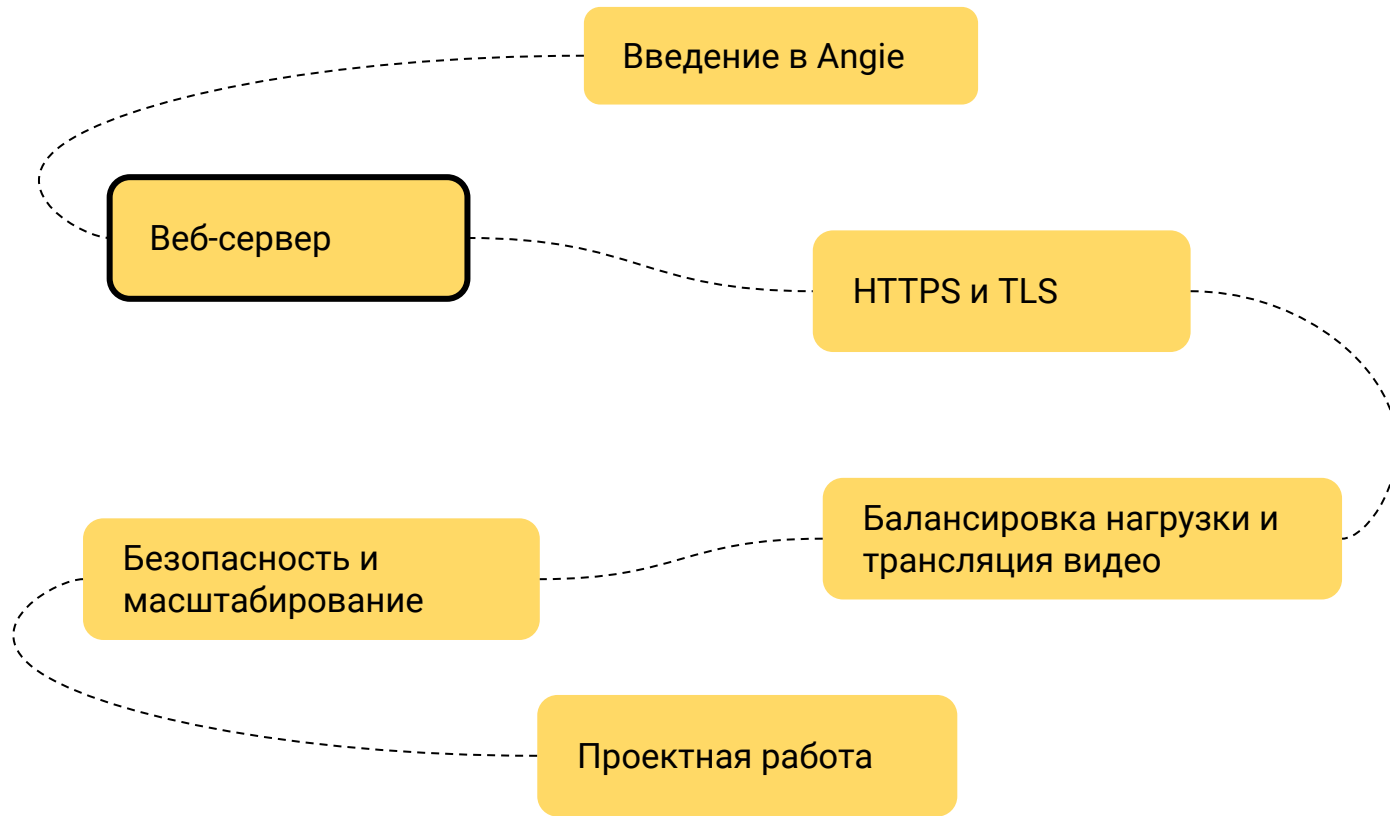 Введение в Angie
Веб-сервер
HTTPS и TLS
Балансировка нагрузки и
трансляция видео
Безопасность и
масштабирование
Проектная работа